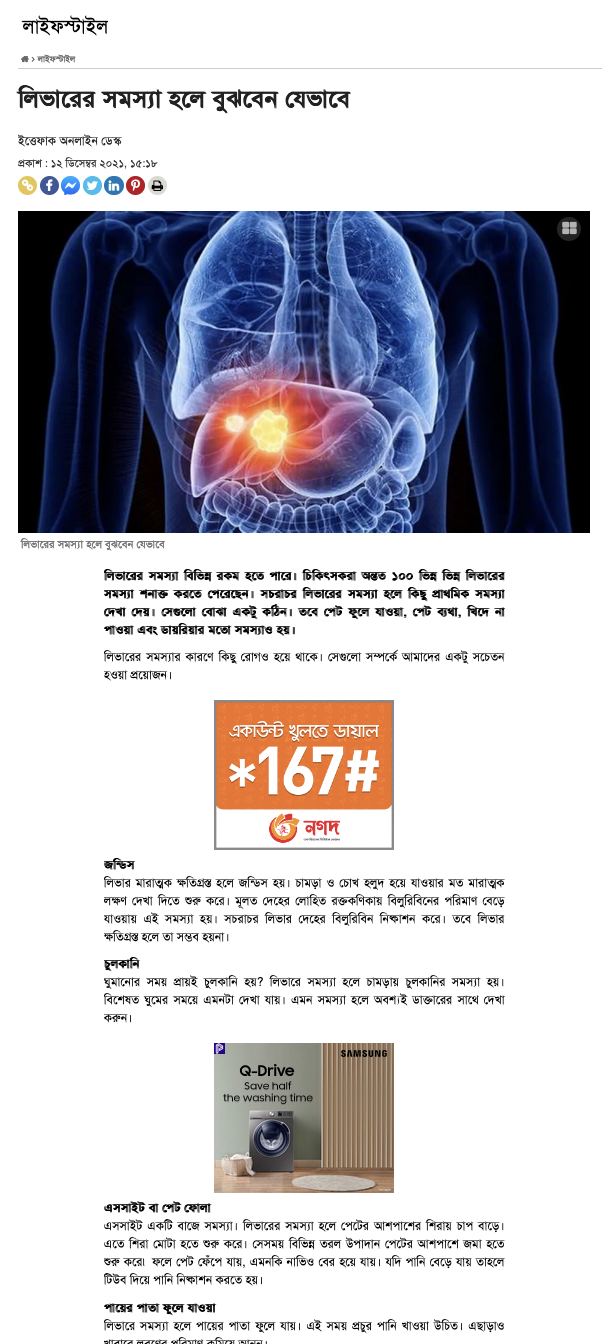 লাইফস্টাইল
› লাইফস্টাইল
লিভারের সমস্যা হলে বুঝবেন যেভাবে
ইত্তেফাক অনলাইন ডেস্ক
প্রকাশ : ১২ ডিসেম্বর ২০২১, ১৫:১৮
লিভারের সমস্যা হলে বুঝবেন যেভাবে
লিভারের সমস্যা বিভিন্ন রকম হতে পারে। চিকিৎসকরা অন্তত ১০০ ভিন্ন ভিন্ন লিভারের
সমস্যা শনাক্ত করতে পেরেছেন। সচরাচর লিভারের সমস্যা হলে কিছু প্রাথমিক সমস্যা
দেখা দেয়। সেগুলো বোঝা একটু কঠিন। তবে পেট ফুলে যাওয়া, পেট ব্যথা, খিদে না
পাওয়া এবং ডায়রিয়ার মতো সমস্যাও হয়।
লিভারের সমস্যার কারণে কিছু রোগও হয়ে থাকে। সেগুলো সম্পর্কে আমাদের একটু সচেতন
হওয়া প্রয়োজন।
একাউন্ট খুলতে ডায়াল
*167#
নগদ
জন্ডিস
লিভার মারাত্মক ক্ষতিগ্রস্ত হলে জন্ডিস হয়। চামড়া ও চোখ হলুদ হয়ে যাওয়ার মত মারাত্মক
লক্ষণ দেখা দিতে শুরু করে। মূলত দেহের লোহিত রক্তকণিকায় বিলুরিবিনের পরিমাণ বেড়ে
যাওয়ায় এই সমস্যা হয়। সচরাচর লিভার দেহের বিলুরিবিন নিষ্কাশন করে। তবে লিভার
ক্ষতিগ্রস্ত হলে তা সম্ভব হয়না।
চুলকানি
ঘুমানোর সময় প্রায়ই চুলকানি হয়? লিভারে সমস্যা হলে চামড়ায় চুলকানির সমস্যা হয়।
বিশেষত ঘুমের সময়ে এমনটা দেখা যায়। এমন সমস্যা হলে অবশ্যই ডাক্তারের সাথে দেখা
করুন।
SAMSUNG
Q-Drive
Save half
the washing time
এসসাইট বা পেট ফোলা
এসসাইট একটি বাজে সমস্যা। লিভারের সমস্যা হলে পেটের আশপাশের শিরায় চাপ বাড়ে।
এতে শিরা মোটা হতে শুরু করে। সেসময় বিভিন্ন তরল উপাদান পেটের আশপাশে জমা হতে
শুরু করে৷ ফলে পেট ফেঁপে যায়, এমনকি নাভিও বের হয়ে যায়। যদি পানি বেড়ে যায় তাহলে
টিউব দিয়ে পানি নিষ্কাশন করতে হয়।
পায়ের পাতা ফুলে যাওয়া
লিভারে সমস্যা হলে পায়ের পাতা ফুলে যায়। এই সময় প্রচুর পানি খাওয়া উচিত। এছাড়াও
খাবারে লবণের পরিমাণ কমিয়ে আনুন।